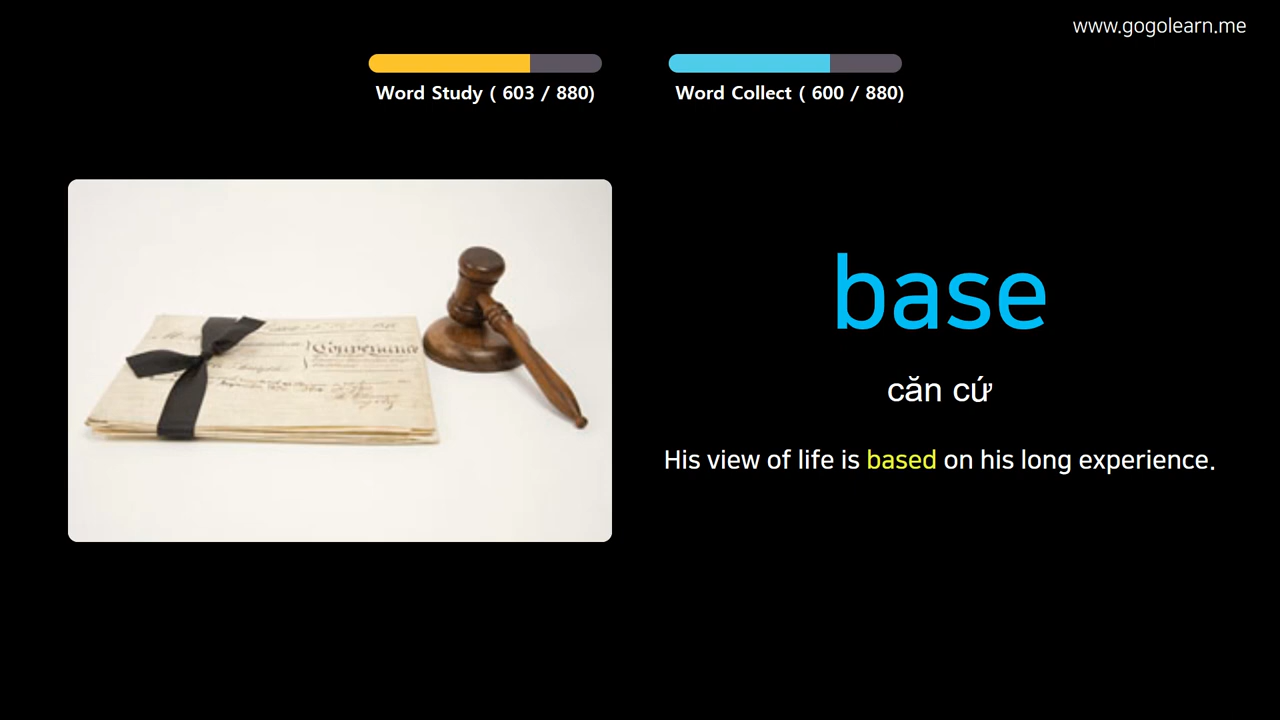 www.gogolearn.me
Word Study ( 603 / 880)
Word Collect ( 600 / 880)
base
căn cứ
His view of life is based on his long experience.